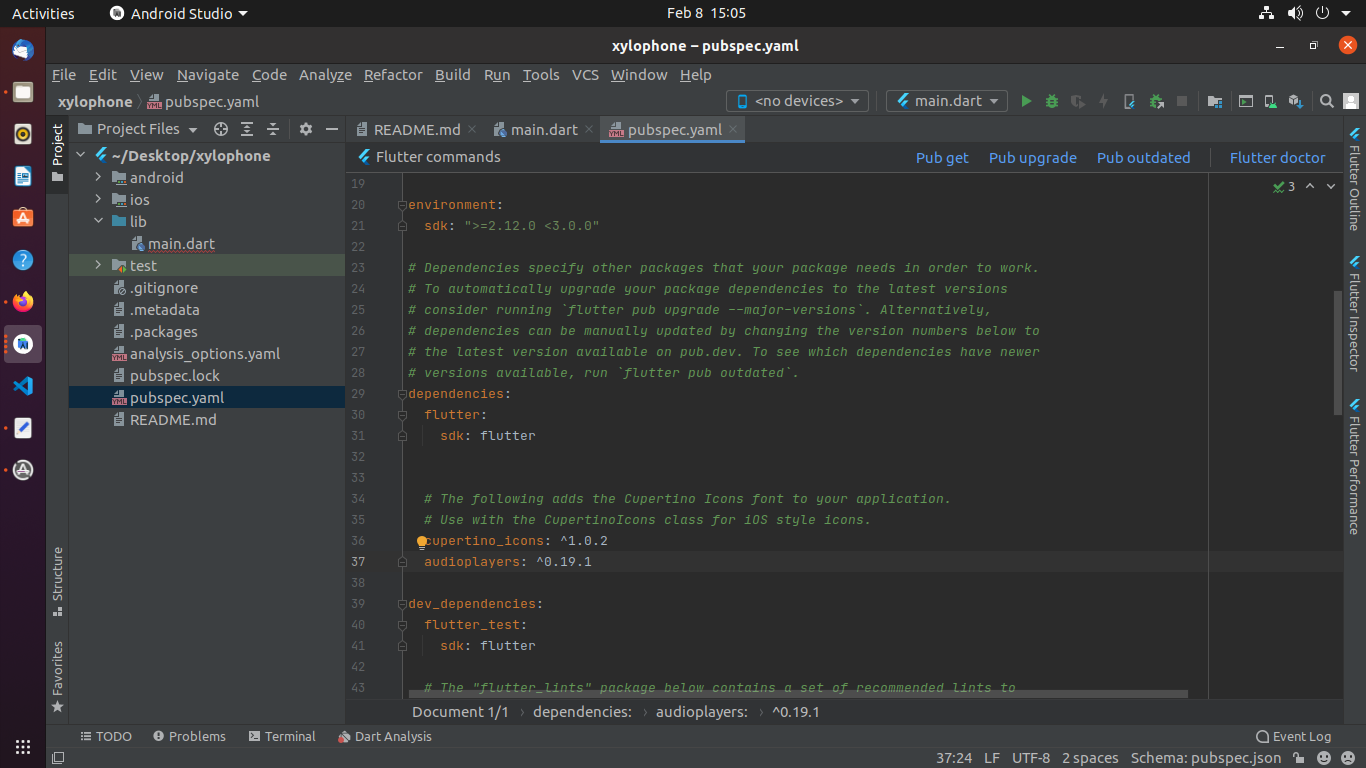 Activities Android Studio Feb 8 15:05
xylophone – pubspec.yaml
File Edit View Navigate Code Analyze Refactor Build Run Tools VCS Window Help
xylophone pubspec.yaml <no devices> main.dart
Project
Project Files
~/Desktop/xylophone
android
ios
lib
main.dart
test
.gitignore
.metadata
.packages
analysis_options.yaml
pubspec.lock
pubspec.yaml
README.md
Structure
Favorites
README.md main.dart pubspec.yaml
Flutter commands Pub get Pub upgrade Pub outdated Flutter doctor
3
19
20 environment:
21 sdk: ">=2.12.0 <3.0.0"
22
23 # Dependencies specify other packages that your package needs in order to work.
24 # To automatically upgrade your package dependencies to the latest versions
25 # consider running `flutter pub upgrade --major-versions`. Alternatively,
26 # dependencies can be manually updated by changing the version numbers below to
27 # the latest version available on pub.dev. To see which dependencies have newer
28 # versions available, run `flutter pub outdated`.
29 dependencies:
30 flutter:
31 sdk: flutter
32
33
34 # The following adds the Cupertino Icons font to your application.
35 # Use with the CupertinoIcons class for iOS style icons.
36 cupertino_icons: ^1.0.2
37 audioplayers: ^0.19.1
38
39 dev_dependencies:
40 flutter_test:
41 sdk: flutter
42
43 # The "flutter_lints" package below contains a set of recommended lints to
Document 1/1 dependencies: audioplayers: ^0.19.1
Flutter Outline
Flutter Inspector
Flutter Performance
TODO Problems Terminal Dart Analysis Event Log
37:24 LF UTF-8 2 spaces Schema: pubspec.json